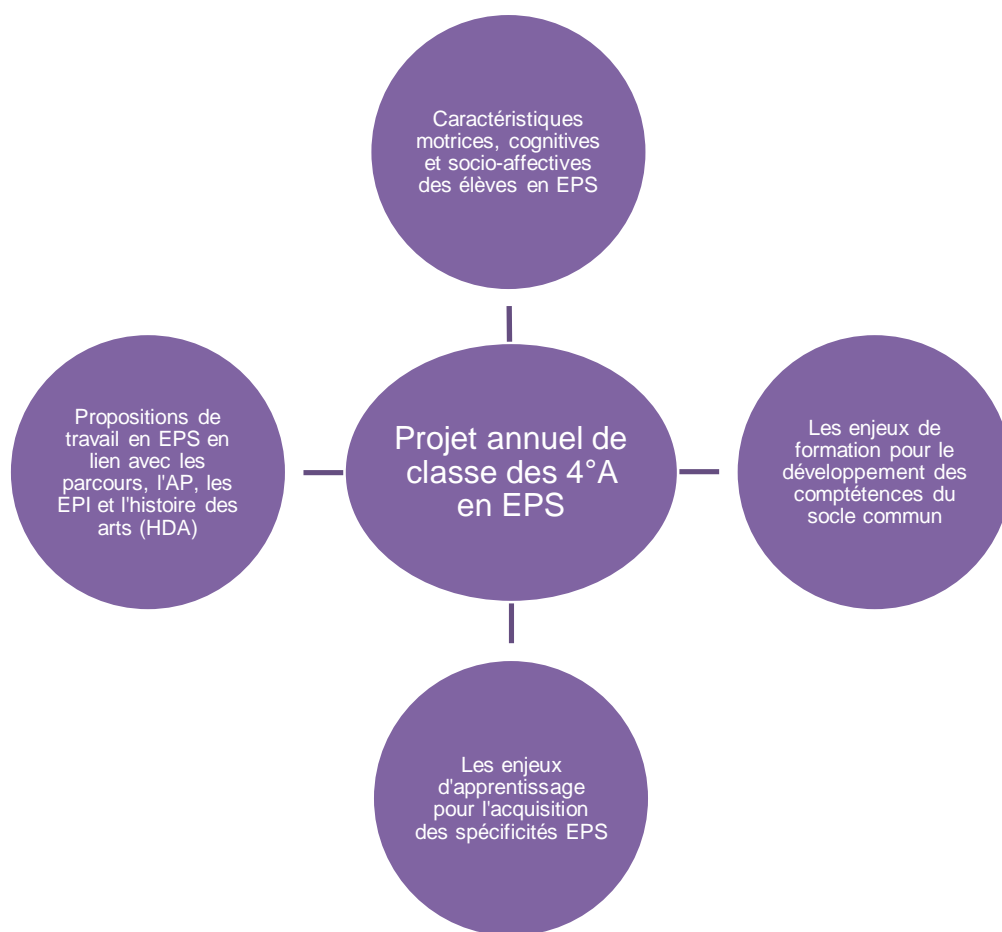 Caractéristiques
motrices, cognitives
et socio-affectives
des élèves en EPS
Propositions de
travail en EPS en
lien avec les
parcours, l'AP, les
EPI et l'histoire des
arts (HDA)
Projet annuel de
classe des 4°A
en EPS
Les enjeux de
formation pour le
développement des
comptétences du
socle commun
Les enjeux
d'apprentissage
pour l'acquisition
des spécificités EPS